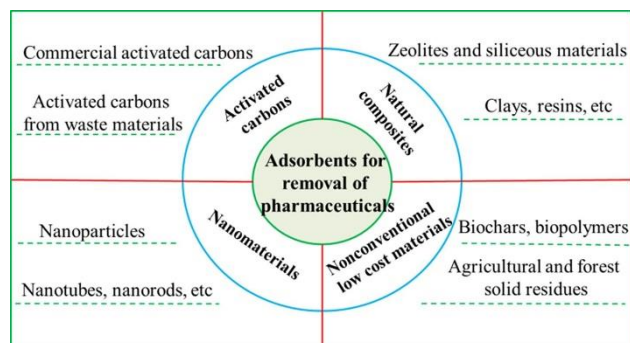 Commercial activated carbons
Activated carbons
from waste materials
Activated
carbons
Zeolites and siliceous materials
Clays, resins, etc
Natural
composites
Adsorbents for
removal of
pharmaceuticals
Nanoparticles
Nanotubes, nanorods, etc
Nanomaterials
Nonconventional
low cost materials
Biochars, biopolymers
Agricultural and forest
solid residues